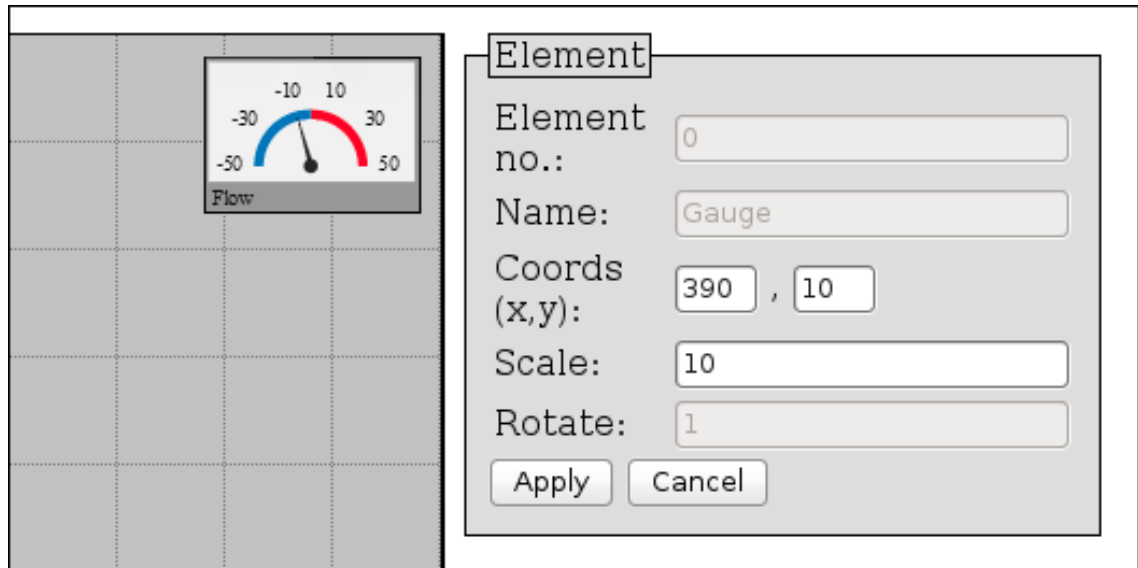 -10 10
-30 30
-50 50
Flow
Element
Element
no.:
0
Name:
Gauge
Coords
(x,y):
390 , 10
Scale:
10
Rotate:
1
Apply Cancel